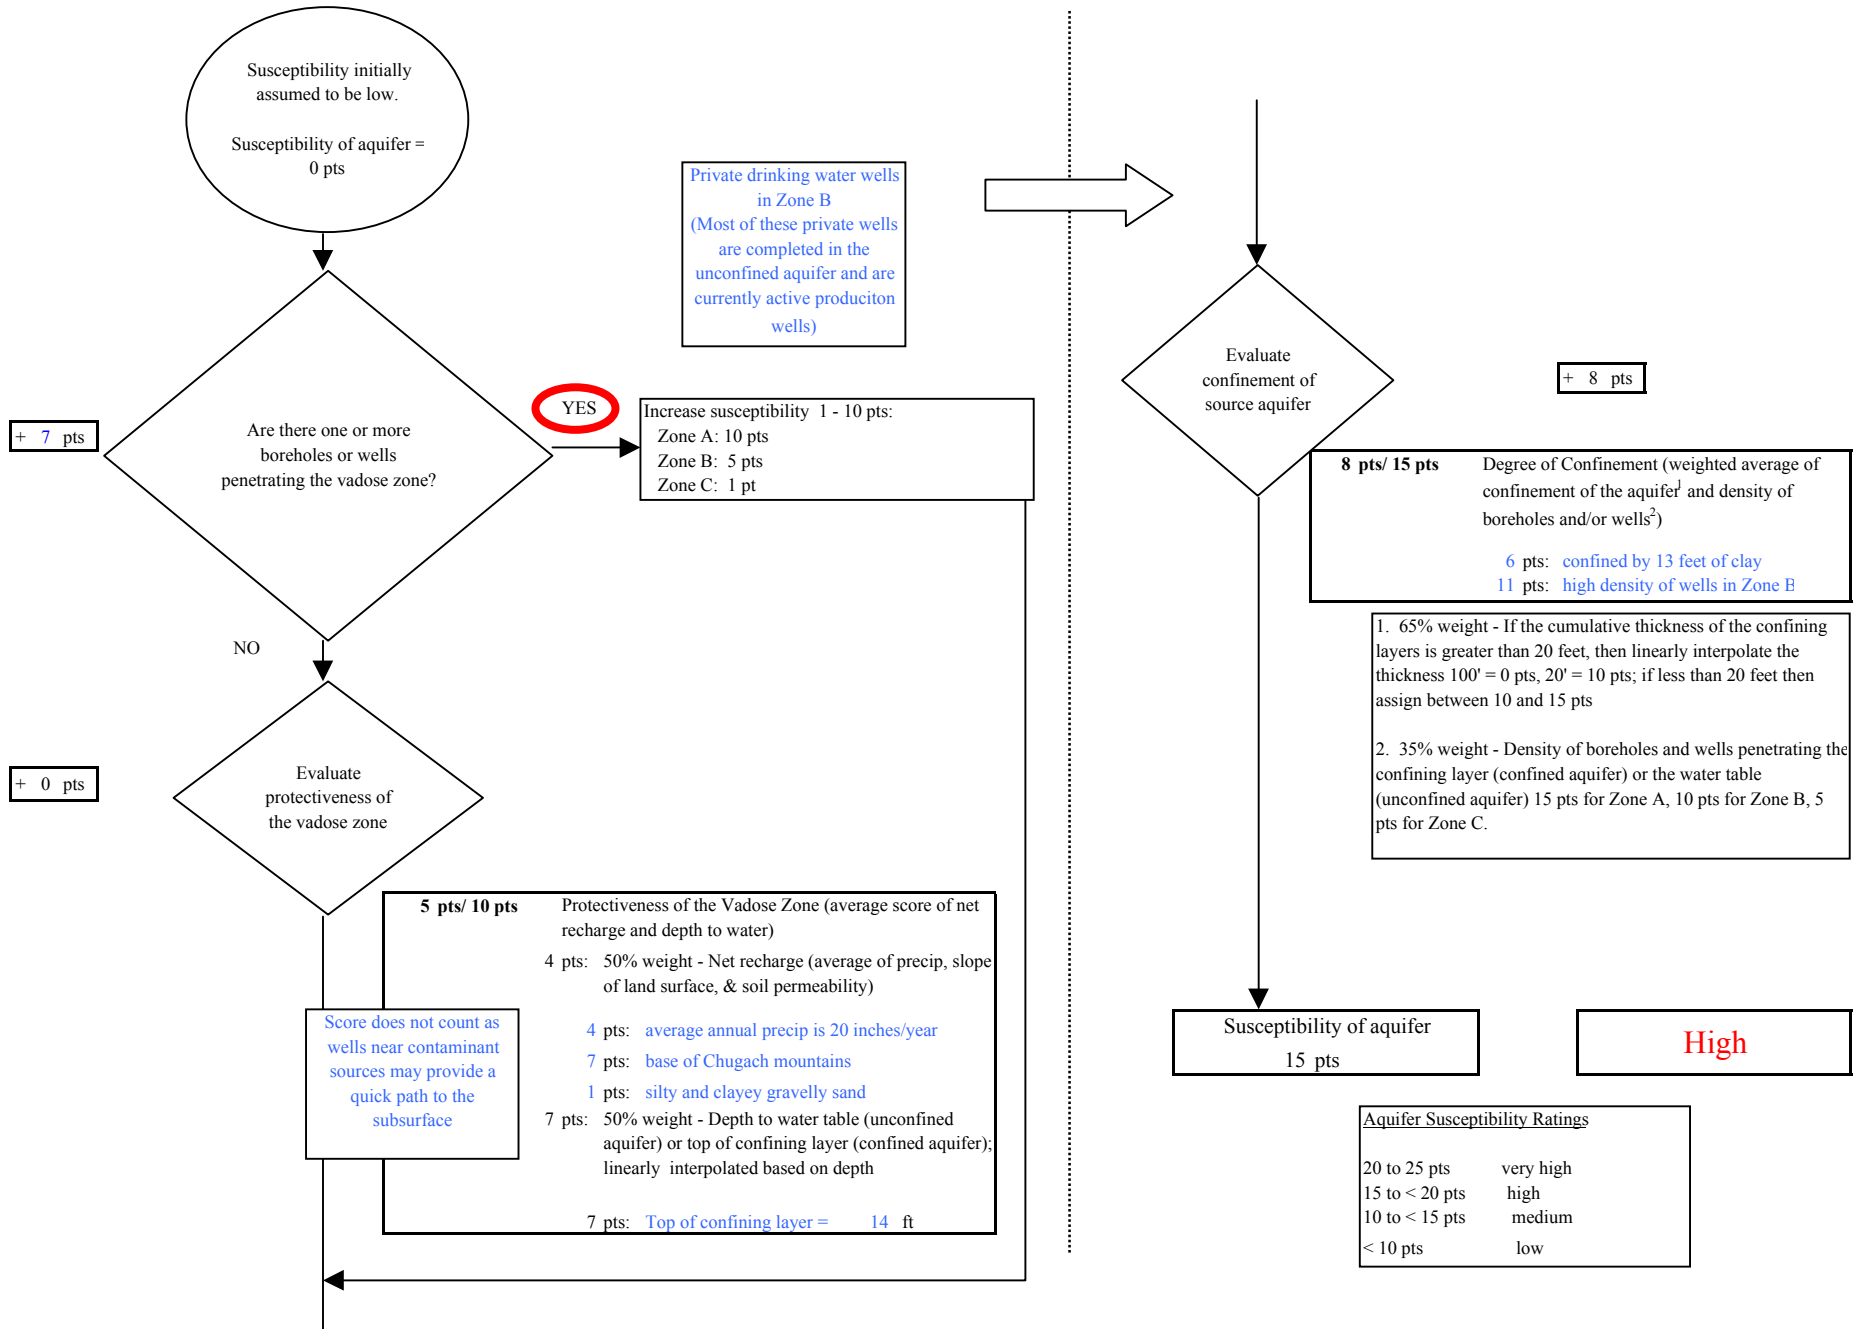 Susceptibility initially
assumed to be low.
Susceptibility of aquifer =
0 pts
Private drinking water wells
in Zone B
(Most of these private wells
are completed in the
unconfined aquifer and are
currently active produciton
wells)
+ 7 pts
Are there one or more
boreholes or wells
penetrating the vadose zone?
YES
Increase susceptibility 1 - 10 pts:
Zone A: 10 pts
Zone B: 5 pts
Zone C: 1 pt
NO
+ 0 pts
Evaluate
protectiveness of
the vadose zone
5 pts/ 10 pts Protectiveness of the Vadose Zone (average score of net
recharge and depth to water)
4 pts: 50% weight - Net recharge (average of precip, slope
of land surface, & soil permeability)
4 pts: average annual precip is 20 inches/year
7 pts: base of Chugach mountains
1 pts: silty and clayey gravelly sand
7 pts: 50% weight - Depth to water table (unconfined
aquifer) or top of confining layer (confined aquifer);
linearly interpolated based on depth
7 pts: Top of confining layer = 14 ft
Score does not count as
wells near contaminant
sources may provide a
quick path to the
subsurface
Evaluate
confinement of
source aquifer
+ 8 pts
8 pts/ 15 pts Degree of Confinement (weighted average of
confinement of the aquifer1 and density of
boreholes and/or wells2)
6 pts: confined by 13 feet of clay
11 pts: high density of wells in Zone B
1. 65% weight - If the cumulative thickness of the confining
layers is greater than 20 feet, then linearly interpolate the
thickness 100' = 0 pts, 20' = 10 pts; if less than 20 feet then
assign between 10 and 15 pts
2. 35% weight - Density of boreholes and wells penetrating the
confining layer (confined aquifer) or the water table
(unconfined aquifer) 15 pts for Zone A, 10 pts for Zone B, 5
pts for Zone C.
Susceptibility of aquifer
15 pts
High
Aquifer Susceptibility Ratings
20 to 25 pts very high
15 to < 20 pts high
10 to < 15 pts medium
< 10 pts low